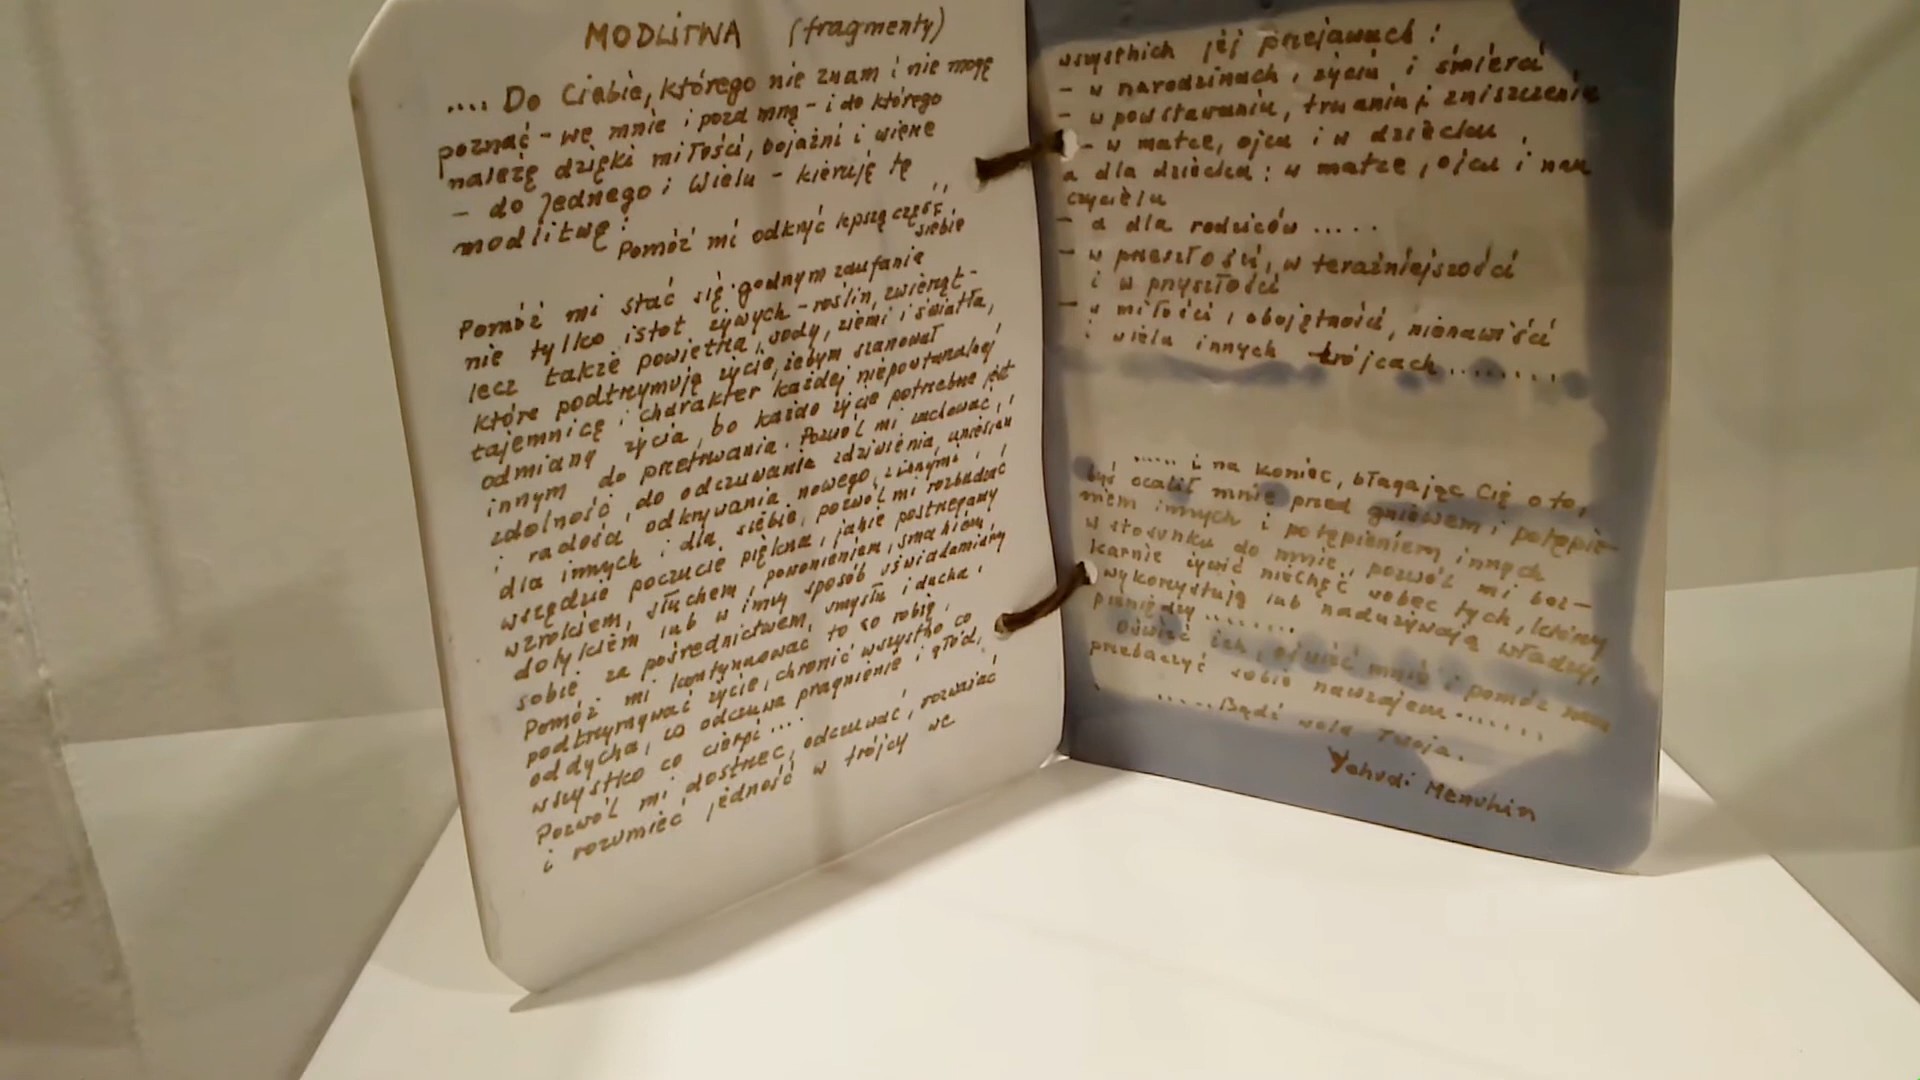 MODLITWA (fragmenty)
.... Do Ciebie, którego nie znam i nie mogę
poznać - we mnie i poza mną - i do którego
należę dzięki miłości, bojaźni i wierze
- do Jednego i Wielu - kieruję tę
modlitwę:
Pomóż mi odkryć lepszą część
siebie
Pomóż mi stać się godnym zaufania
nie tylko istot żywych - roślin, zwierząt -
lecz także powietrza, wody, ziemi i światła,
które podtrzymują życie, żebym szanował
tajemnicę i charakter każdej niepowtarzalnej
odmiany życia, bo każde życie potrzebne jest
innym do przetrwania. Pozwól mi zachować
zdolność do odczuwania zdziwienia, uniesień
i radość odkrywania nowego, z innymi
dla innych i dla siebie, pozwól mi rozbudzać
wszędzie poczucie piękna, jakie postrzegamy
wzrokiem, słuchem, powonieniem, smakiem,
dotykiem lub w inny sposób uświadamiamy
sobie za pośrednictwem, zmysłu i ducha.
Pomóż mi kontynuować to co robię,
podtrzymywać życie, chronić wszystko co
oddycha, co odczuwa pragnienie i głód,
wszystko co cierpi....
Pozwól mi dostrzec, odczuwać, rozważać
i rozumieć jedność w trójcy we
wszystkich jej przejawach:
- w narodzinach, życiu i śmierci
- w powstawaniu, trwaniu i zniszczeniu
- w matce, ojcu i w dziecku
a dla dziecka: w matce, ojcu i nau
czycielu
- a dla rodziców .....
- w przeszłości, w teraźniejszości
i w przyszłości
- w miłości, obojętności, nienawiści
i wielu innych trójcach........
..... i na koniec, błagając Cię o to,
byś ocalił mnie przed gniewem i potępie-
niem innych i potępieniem innych
w stosunku do mnie, pozwól mi bez-
karnie żywić niechęć wobec tych, którzy
wykorzystują lub nadużywają władzy,
pieniędzy ........
Oświeć ich, oświeć mnie i pomóż nam
przebaczyć sobie nawzajem ......
..... Bądź wola Twoja.
Yehudi Menuhin